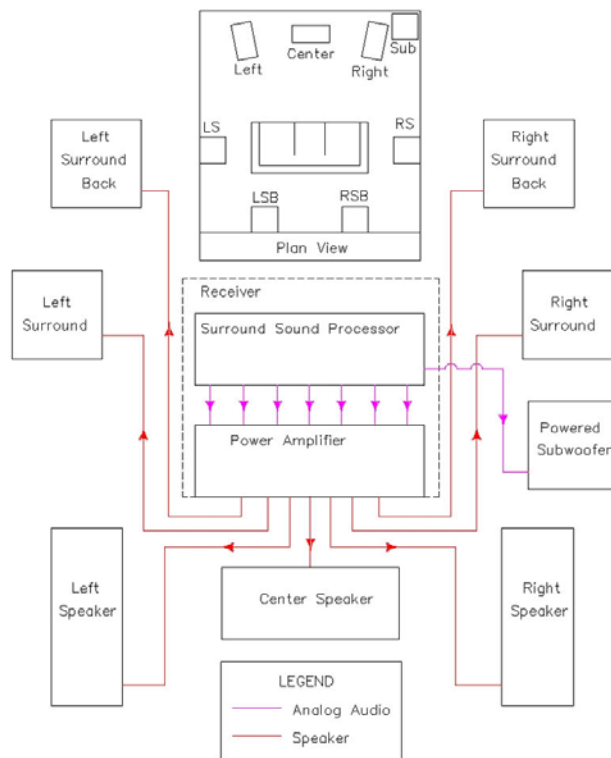 Left
Center
Right
Sub
LS
RS
LSB
RSB
Plan View
Left
Surround
Back
Right
Surround
Back
Left
Surround
Receiver
Surround Sound Processor
Right
Surround
Power Amplifier
Powered
Subwoofer
Left
Speaker
Center Speaker
Right
Speaker
LEGEND
Analog Audio
Speaker